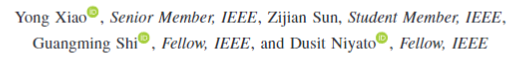 Yong Xiao, Senior Member, IEEE, Zijian Sun, Student Member, IEEE,
Guangming Shi, Fellow, IEEE, and Dusit Niyato, Fellow, IEEE